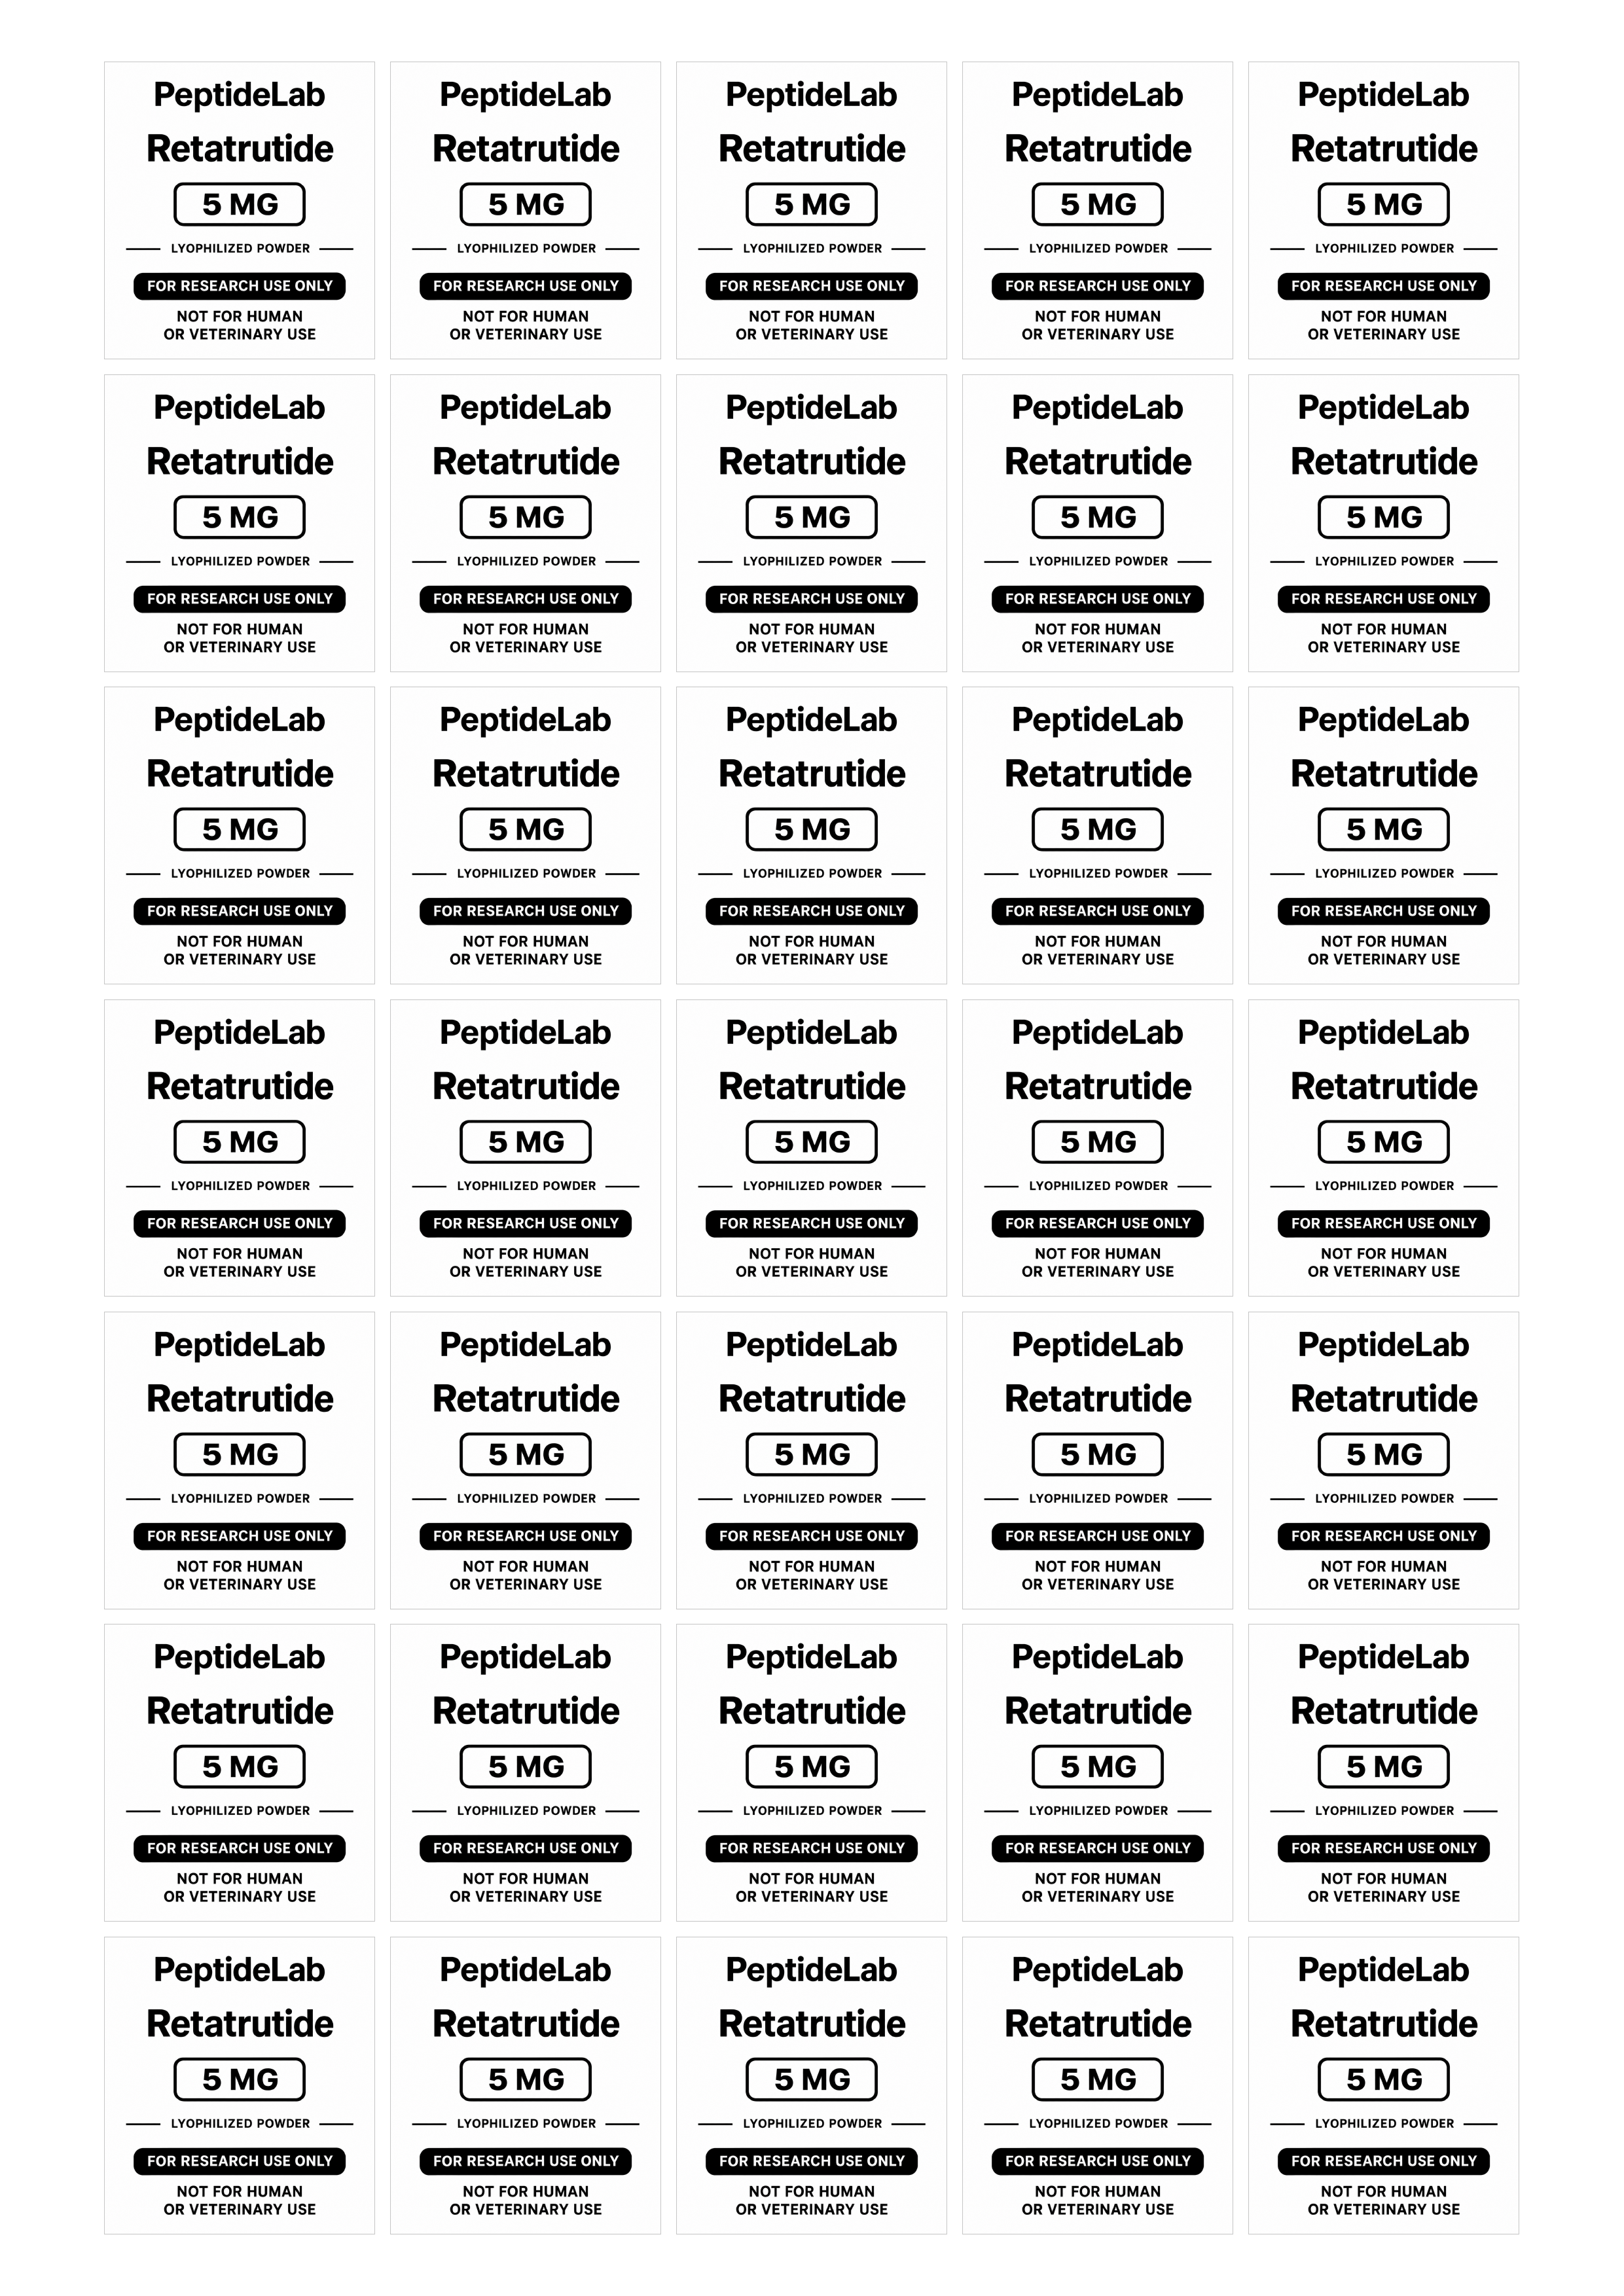 PeptideLab
Retatrutide
5 MG
LYOPHILIZED POWDER
FOR RESEARCH USE ONLY
NOT FOR HUMAN
OR VETERINARY USE
PeptideLab
Retatrutide
5 MG
LYOPHILIZED POWDER
FOR RESEARCH USE ONLY
NOT FOR HUMAN
OR VETERINARY USE
PeptideLab
Retatrutide
5 MG
LYOPHILIZED POWDER
FOR RESEARCH USE ONLY
NOT FOR HUMAN
OR VETERINARY USE
PeptideLab
Retatrutide
5 MG
LYOPHILIZED POWDER
FOR RESEARCH USE ONLY
NOT FOR HUMAN
OR VETERINARY USE
PeptideLab
Retatrutide
5 MG
LYOPHILIZED POWDER
FOR RESEARCH USE ONLY
NOT FOR HUMAN
OR VETERINARY USE
PeptideLab
Retatrutide
5 MG
LYOPHILIZED POWDER
FOR RESEARCH USE ONLY
NOT FOR HUMAN
OR VETERINARY USE
PeptideLab
Retatrutide
5 MG
LYOPHILIZED POWDER
FOR RESEARCH USE ONLY
NOT FOR HUMAN
OR VETERINARY USE
PeptideLab
Retatrutide
5 MG
LYOPHILIZED POWDER
FOR RESEARCH USE ONLY
NOT FOR HUMAN
OR VETERINARY USE
PeptideLab
Retatrutide
5 MG
LYOPHILIZED POWDER
FOR RESEARCH USE ONLY
NOT FOR HUMAN
OR VETERINARY USE
PeptideLab
Retatrutide
5 MG
LYOPHILIZED POWDER
FOR RESEARCH USE ONLY
NOT FOR HUMAN
OR VETERINARY USE
PeptideLab
Retatrutide
5 MG
LYOPHILIZED POWDER
FOR RESEARCH USE ONLY
NOT FOR HUMAN
OR VETERINARY USE
PeptideLab
Retatrutide
5 MG
LYOPHILIZED POWDER
FOR RESEARCH USE ONLY
NOT FOR HUMAN
OR VETERINARY USE
PeptideLab
Retatrutide
5 MG
LYOPHILIZED POWDER
FOR RESEARCH USE ONLY
NOT FOR HUMAN
OR VETERINARY USE
PeptideLab
Retatrutide
5 MG
LYOPHILIZED POWDER
FOR RESEARCH USE ONLY
NOT FOR HUMAN
OR VETERINARY USE
PeptideLab
Retatrutide
5 MG
LYOPHILIZED POWDER
FOR RESEARCH USE ONLY
NOT FOR HUMAN
OR VETERINARY USE
PeptideLab
Retatrutide
5 MG
LYOPHILIZED POWDER
FOR RESEARCH USE ONLY
NOT FOR HUMAN
OR VETERINARY USE
PeptideLab
Retatrutide
5 MG
LYOPHILIZED POWDER
FOR RESEARCH USE ONLY
NOT FOR HUMAN
OR VETERINARY USE
PeptideLab
Retatrutide
5 MG
LYOPHILIZED POWDER
FOR RESEARCH USE ONLY
NOT FOR HUMAN
OR VETERINARY USE
PeptideLab
Retatrutide
5 MG
LYOPHILIZED POWDER
FOR RESEARCH USE ONLY
NOT FOR HUMAN
OR VETERINARY USE
PeptideLab
Retatrutide
5 MG
LYOPHILIZED POWDER
FOR RESEARCH USE ONLY
NOT FOR HUMAN
OR VETERINARY USE
PeptideLab
Retatrutide
5 MG
LYOPHILIZED POWDER
FOR RESEARCH USE ONLY
NOT FOR HUMAN
OR VETERINARY USE
PeptideLab
Retatrutide
5 MG
LYOPHILIZED POWDER
FOR RESEARCH USE ONLY
NOT FOR HUMAN
OR VETERINARY USE
PeptideLab
Retatrutide
5 MG
LYOPHILIZED POWDER
FOR RESEARCH USE ONLY
NOT FOR HUMAN
OR VETERINARY USE
PeptideLab
Retatrutide
5 MG
LYOPHILIZED POWDER
FOR RESEARCH USE ONLY
NOT FOR HUMAN
OR VETERINARY USE
PeptideLab
Retatrutide
5 MG
LYOPHILIZED POWDER
FOR RESEARCH USE ONLY
NOT FOR HUMAN
OR VETERINARY USE
PeptideLab
Retatrutide
5 MG
LYOPHILIZED POWDER
FOR RESEARCH USE ONLY
NOT FOR HUMAN
OR VETERINARY USE
PeptideLab
Retatrutide
5 MG
LYOPHILIZED POWDER
FOR RESEARCH USE ONLY
NOT FOR HUMAN
OR VETERINARY USE
PeptideLab
Retatrutide
5 MG
LYOPHILIZED POWDER
FOR RESEARCH USE ONLY
NOT FOR HUMAN
OR VETERINARY USE
PeptideLab
Retatrutide
5 MG
LYOPHILIZED POWDER
FOR RESEARCH USE ONLY
NOT FOR HUMAN
OR VETERINARY USE
PeptideLab
Retatrutide
5 MG
LYOPHILIZED POWDER
FOR RESEARCH USE ONLY
NOT FOR HUMAN
OR VETERINARY USE
PeptideLab
Retatrutide
5 MG
LYOPHILIZED POWDER
FOR RESEARCH USE ONLY
NOT FOR HUMAN
OR VETERINARY USE
PeptideLab
Retatrutide
5 MG
LYOPHILIZED POWDER
FOR RESEARCH USE ONLY
NOT FOR HUMAN
OR VETERINARY USE
PeptideLab
Retatrutide
5 MG
LYOPHILIZED POWDER
FOR RESEARCH USE ONLY
NOT FOR HUMAN
OR VETERINARY USE
PeptideLab
Retatrutide
5 MG
LYOPHILIZED POWDER
FOR RESEARCH USE ONLY
NOT FOR HUMAN
OR VETERINARY USE
PeptideLab
Retatrutide
5 MG
LYOPHILIZED POWDER
FOR RESEARCH USE ONLY
NOT FOR HUMAN
OR VETERINARY USE